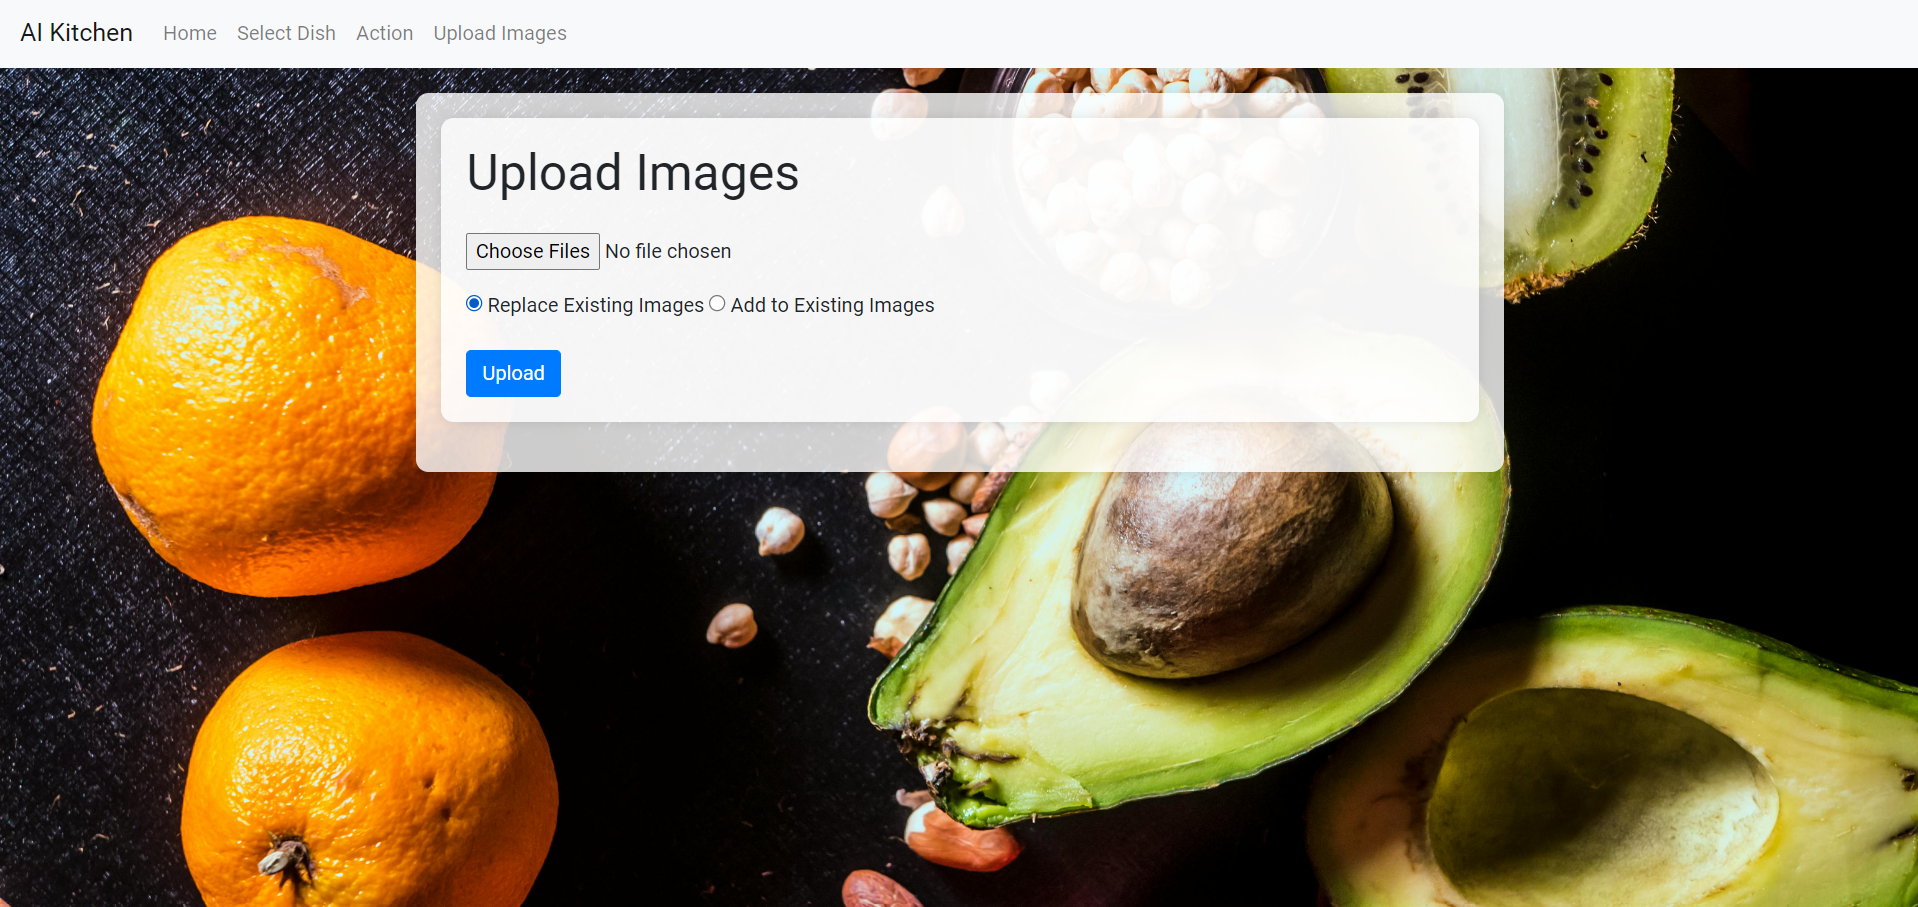 AI Kitchen Home Select Dish Action Upload Images
Upload Images
Choose Files No file chosen
Replace Existing Images Add to Existing Images
Upload